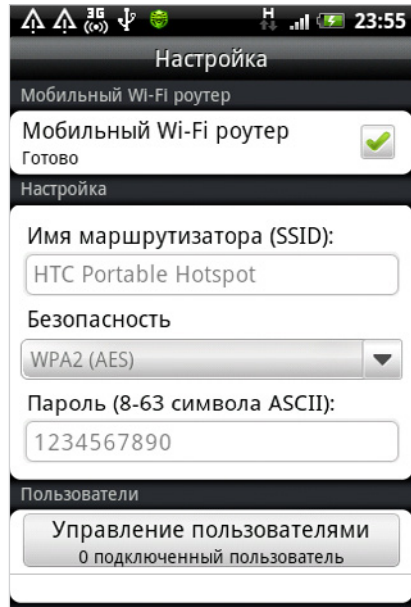 3G
H
23:55
Настройка
Мобильный Wi-Fi роутер
Мобильный Wi-Fi роутер
Готово
Настройка
Имя маршрутизатора (SSID):
HTC Portable Hotspot
Безопасность
WPA2 (AES)
Пароль (8-63 символа ASCII):
1234567890
Пользователи
Управление пользователями
0 подключенный пользователь